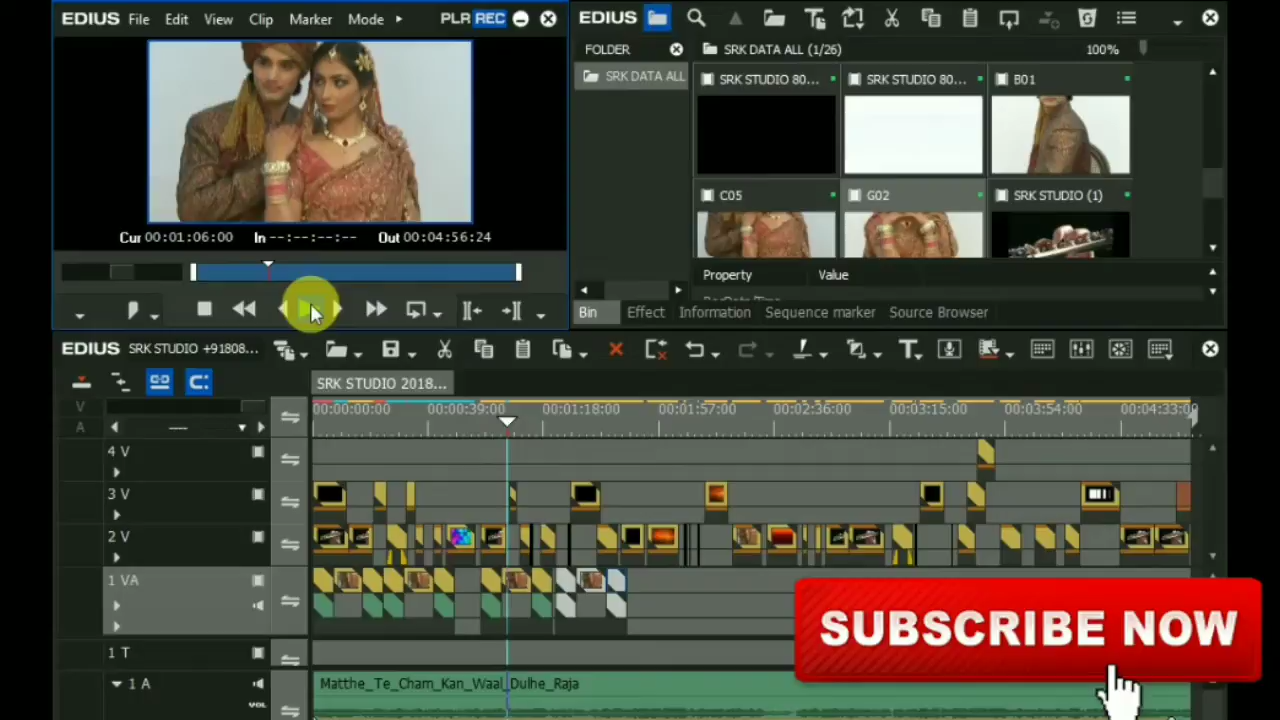 EDIUS File Edit View Clip Marker Mode PLR REC
Cur 00:01:06:00 In --:--:--:-- Out 00:04:56:24
EDIUS
FOLDER
SRK DATA ALL (1/26)
100%
SRK DATA ALL
SRK STUDIO 80...
SRK STUDIO 80...
B01
C05
G02
SRK STUDIO (1)
Property
Value
Bin Effect Information Sequence marker Source Browser
EDIUS SRK STUDIO +91808...
SRK STUDIO 2018...
V
A
00:00:00:00 00:00:39:00 00:01:18:00 00:01:57:00 00:02:36:00 00:03:15:00 00:03:54:00 00:04:33:00
4 V
3 V
2 V
1 VA
1 T
1 A
VOL
Matthe_Te_Cham_Kan_Waal_Dulhe_Raja
SUBSCRIBE NOW